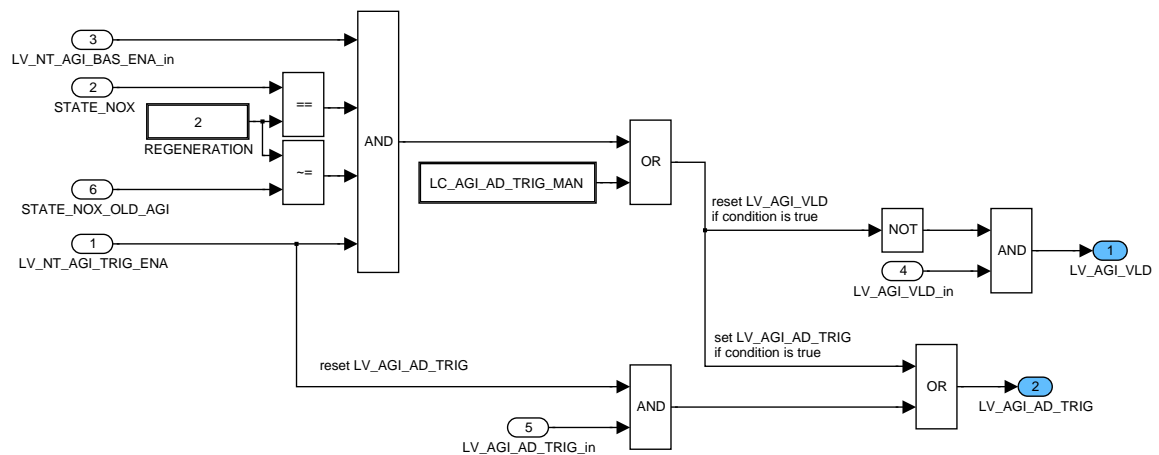 3
LV_NT_AGI_BAS_ENA_in
2
STATE_NOX
==
2
REGENERATION
AND
OR
~=
LC_AGI_AD_TRIG_MAN
6
STATE_NOX_OLD_AGI
reset LV_AGI_VLD
if condition is true
NOT
1
LV_NT_AGI_TRIG_ENA
AND
1
LV_AGI_VLD
4
LV_AGI_VLD_in
set LV_AGI_AD_TRIG
if condition is true
reset LV_AGI_AD_TRIG
OR
2
LV_AGI_AD_TRIG
AND
5
LV_AGI_AD_TRIG_in